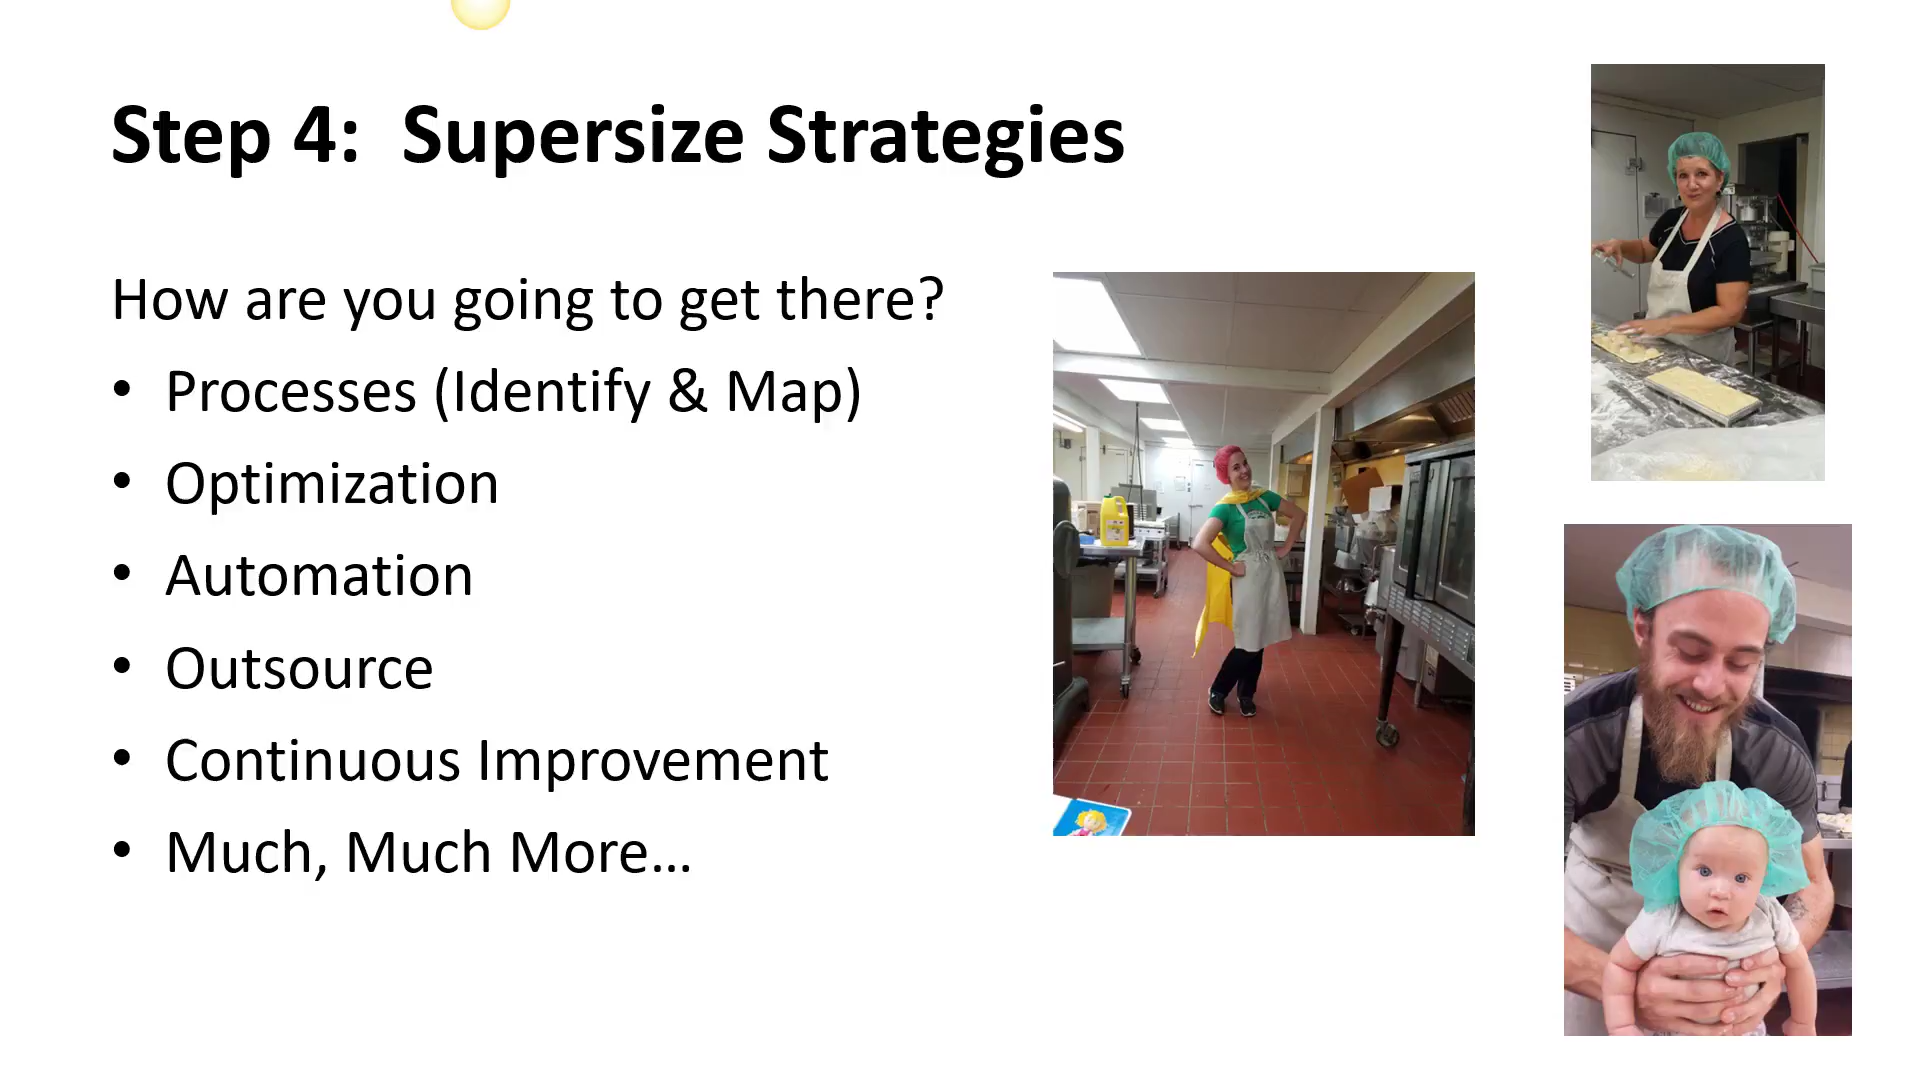 Step 4:  Supersize Strategies
How are you going to get there?
• Processes (Identify & Map)
• Optimization
• Automation
• Outsource
• Continuous Improvement
• Much, Much More...